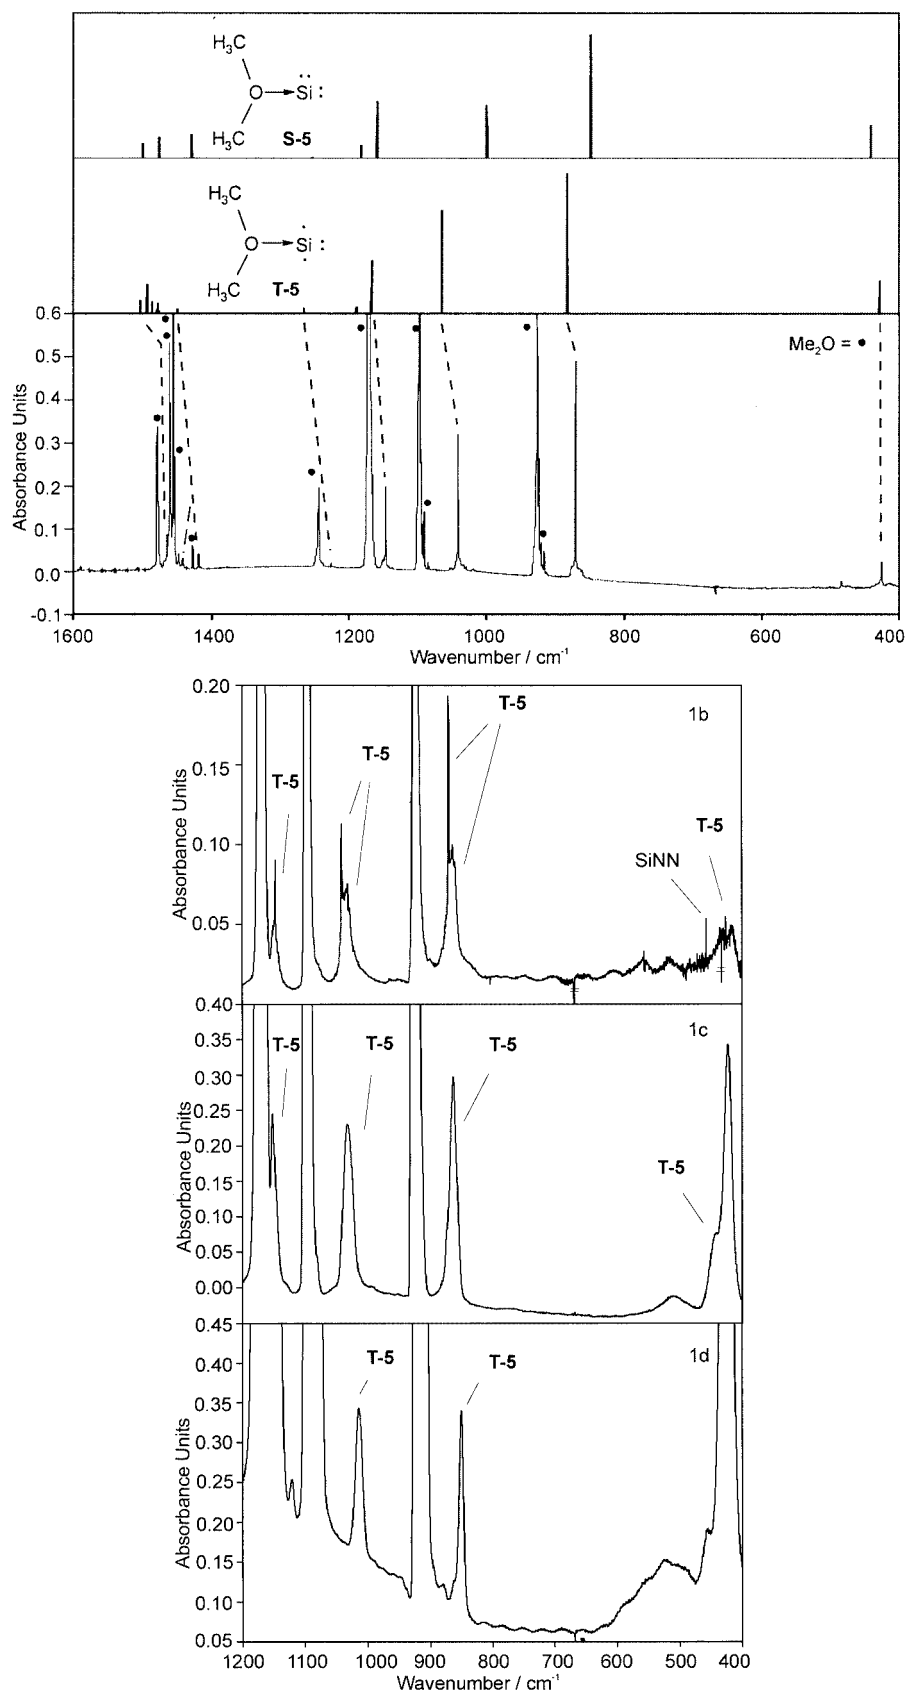 H₃C
O → Si : 
H₃C
S-5
H₃C
O → Si :
H₃C
T-5
Me₂O = •
Absorbance Units
0.6
0.5
0.4
0.3
0.2
0.1
0.0
-0.1
1600 1400 1200 1000 800 600 400
Wavenumber / cm⁻¹
1b
Absorbance Units
0.20
0.15
0.10
0.05
T-5
T-5
T-5
SiNN
T-5
1c
Absorbance Units
0.40
0.35
0.30
0.25
0.20
0.15
0.10
0.05
0.00
T-5
T-5
T-5
T-5
1d
Absorbance Units
0.45
0.40
0.35
0.30
0.25
0.20
0.15
0.10
0.05
T-5
T-5
1200 1100 1000 900 800 700 600 500 400
Wavenumber / cm⁻¹